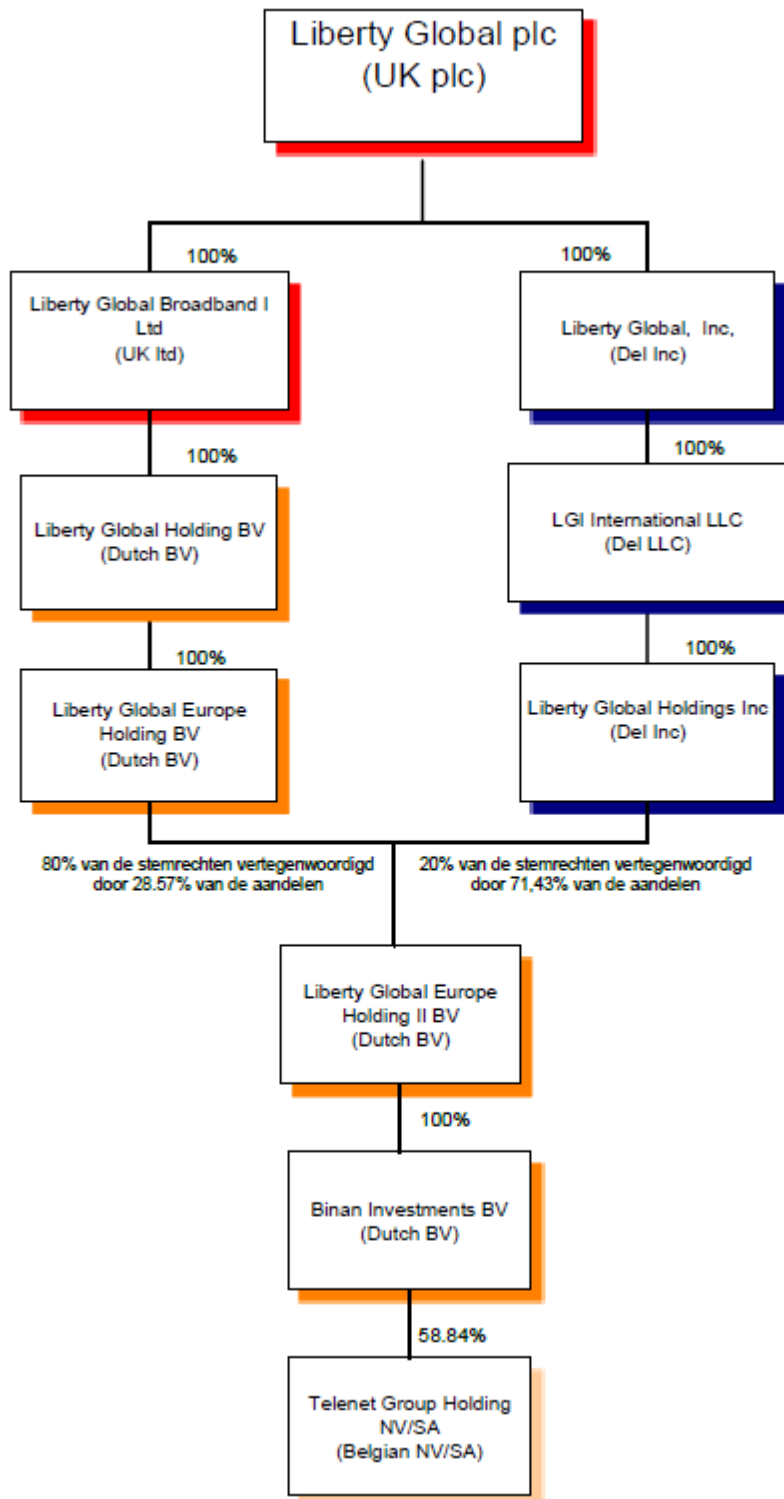 Liberty Global plc
(UK plc)
100%
100%
Liberty Global Broadband I
Ltd
(UK ltd)
Liberty Global, Inc,
(Del Inc)
100%
100%
Liberty Global Holding BV
(Dutch BV)
LGI International LLC
(Del LLC)
100%
100%
Liberty Global Europe
Holding BV
(Dutch BV)
Liberty Global Holdings Inc
(Del Inc)
80% van de stemrechten vertegenwoordigd
door 28.57% van de aandelen
20% van de stemrechten vertegenwoordigd
door 71,43% van de aandelen
Liberty Global Europe
Holding II BV
(Dutch BV)
100%
Binan Investments BV
(Dutch BV)
58.84%
Telenet Group Holding
NV/SA
(Belgian NV/SA)